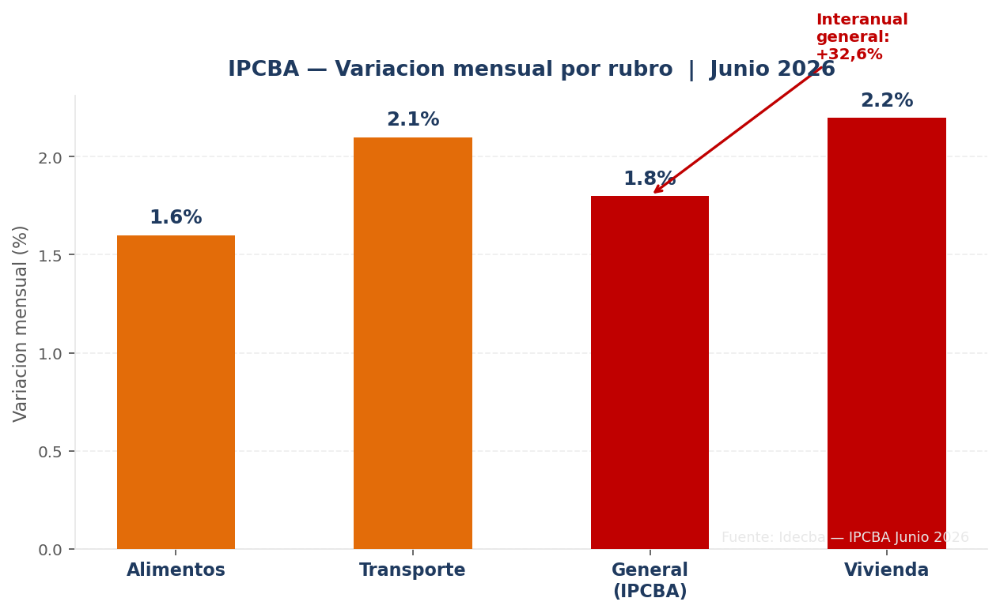 Interanual
general:
+32,6%
IPCBA — Variacion mensual por rubro | Junio 2026
2.2%
2.1%
1.8%
1.6%
Variacion mensual (%)
2.0
1.5
1.0
0.5
0.0
Fuente: Idecba — IPCBA Junio 2026
Alimentos
Transporte
General
(IPCBA)
Vivienda